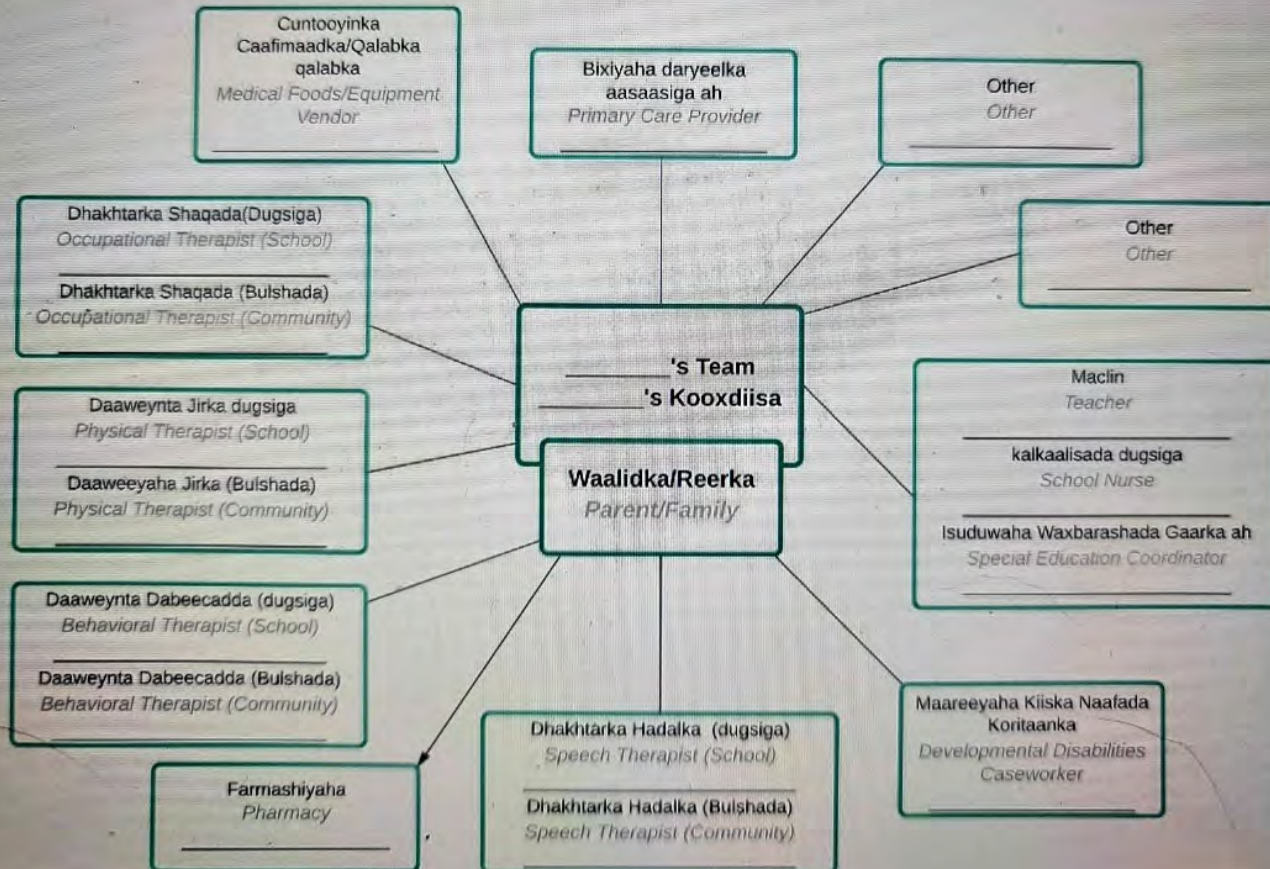 Cuntooyinka
Caafimaadka/Qalabka
qalabka
Medical Foods/Equipment
Vendor
Bixiyaha daryeelka
aasaasiga ah
Primary Care Provider
Other
Other
Dhakhtarka Shaqada(Dugsiga)
Occupational Therapist (School)
Dhakhtarka Shaqada (Bulshada)
Occupational Therapist (Community)
Other
Other
's Team
's Kooxdiisa
Waalidka/Reerka
Parent/Family
Daaweynta Jirka dugsiga
Physical Therapist (School)
Daaweeyaha Jirka (Bulshada)
Physical Therapist (Community)
Maclin
Teacher
kalkaalisada dugsiga
School Nurse
Isuduwaha Waxbarashada Gaarka ah
Special Education Coordinator
Daaweynta Dabeecadda (dugsiga)
Behavioral Therapist (School)
Daaweynta Dabeecadda (Bulshada)
Behavioral Therapist (Community)
Farmashiyaha
Pharmacy
Dhakhtarka Hadalka (dugsiga)
Speech Therapist (School)
Dhakhtarka Hadalka (Bulshada)
Speech Therapist (Community)
Maareeyaha Kiiska Naafada
Koritaanka
Developmental Disabilities
Caseworker